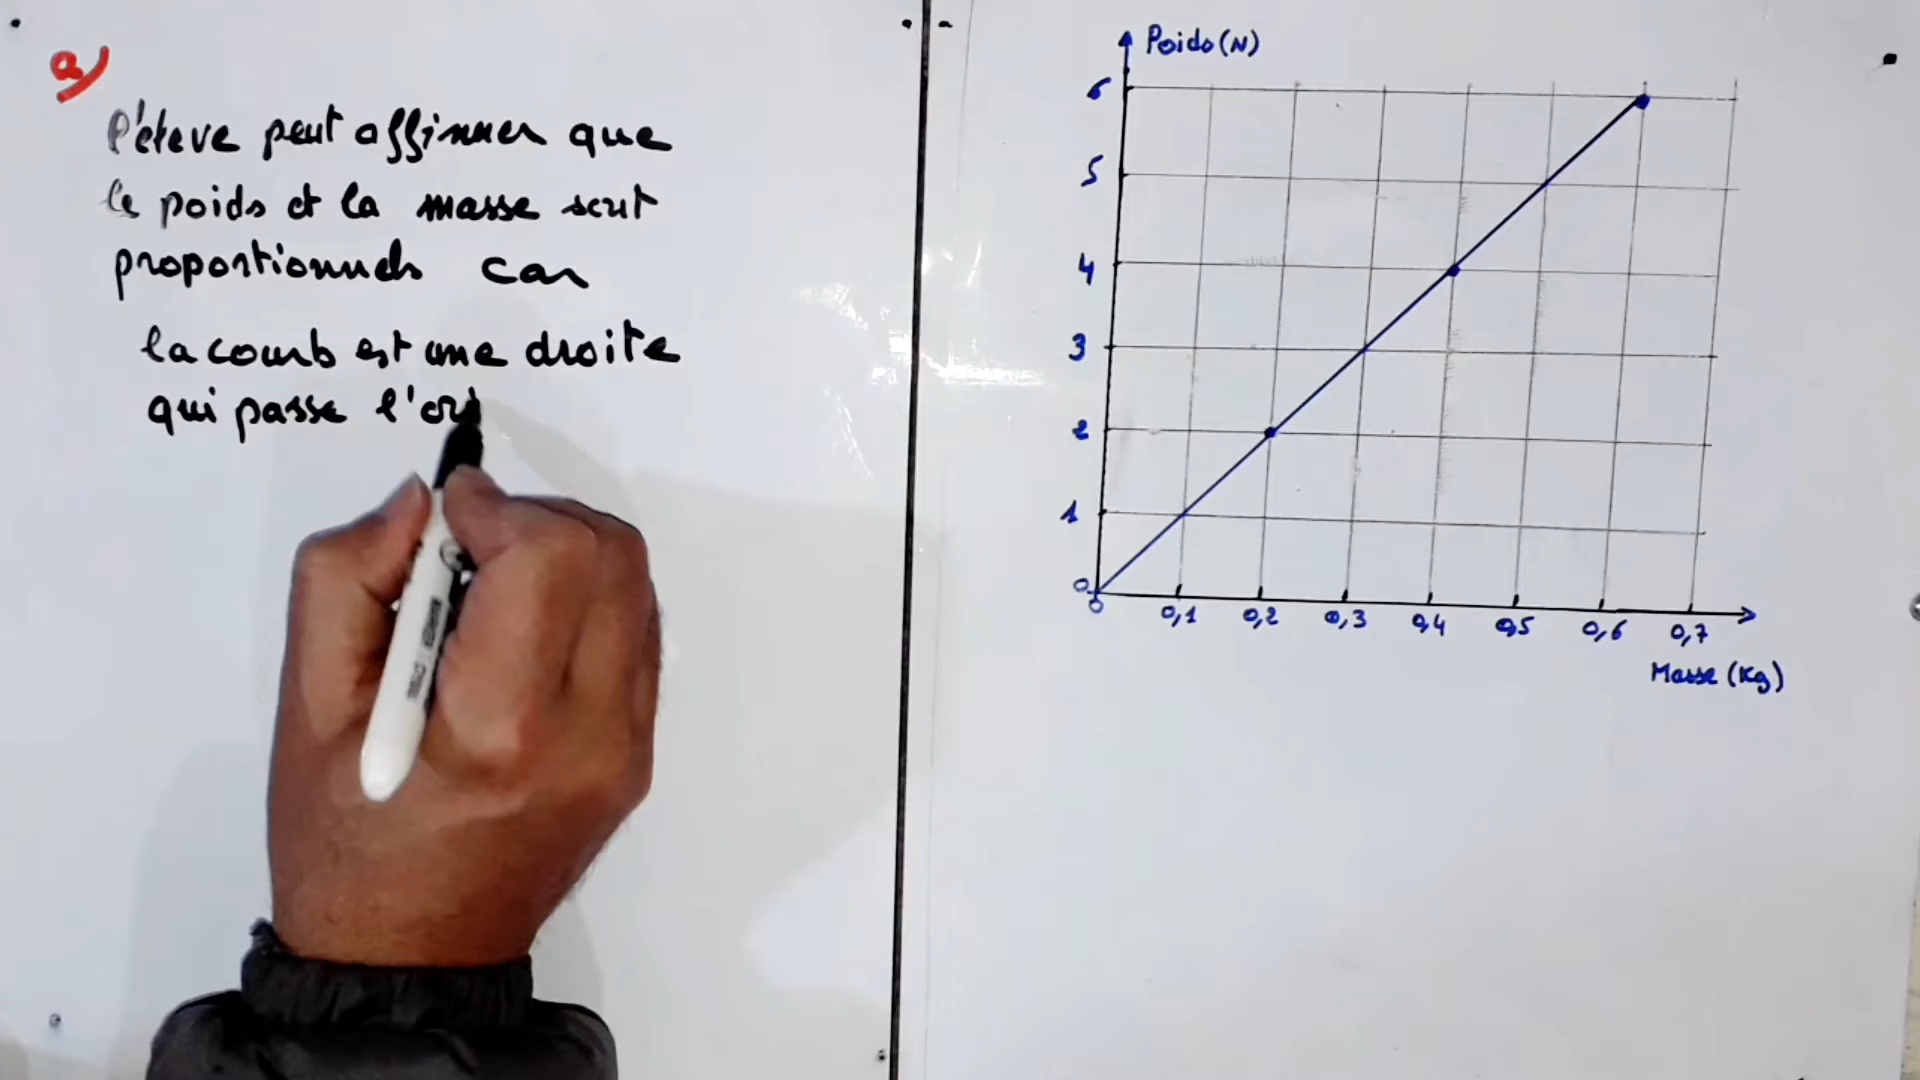 a)
l'éleve peut affirmer que
le poids et la masse sont
proportionnels car
la courb est une droite
qui passe l'ori
Poids (N)
6
5
4
3
2
1
0
0 0,1 0,2 0,3 0,4 0,5 0,6 0,7
Masse (Kg)